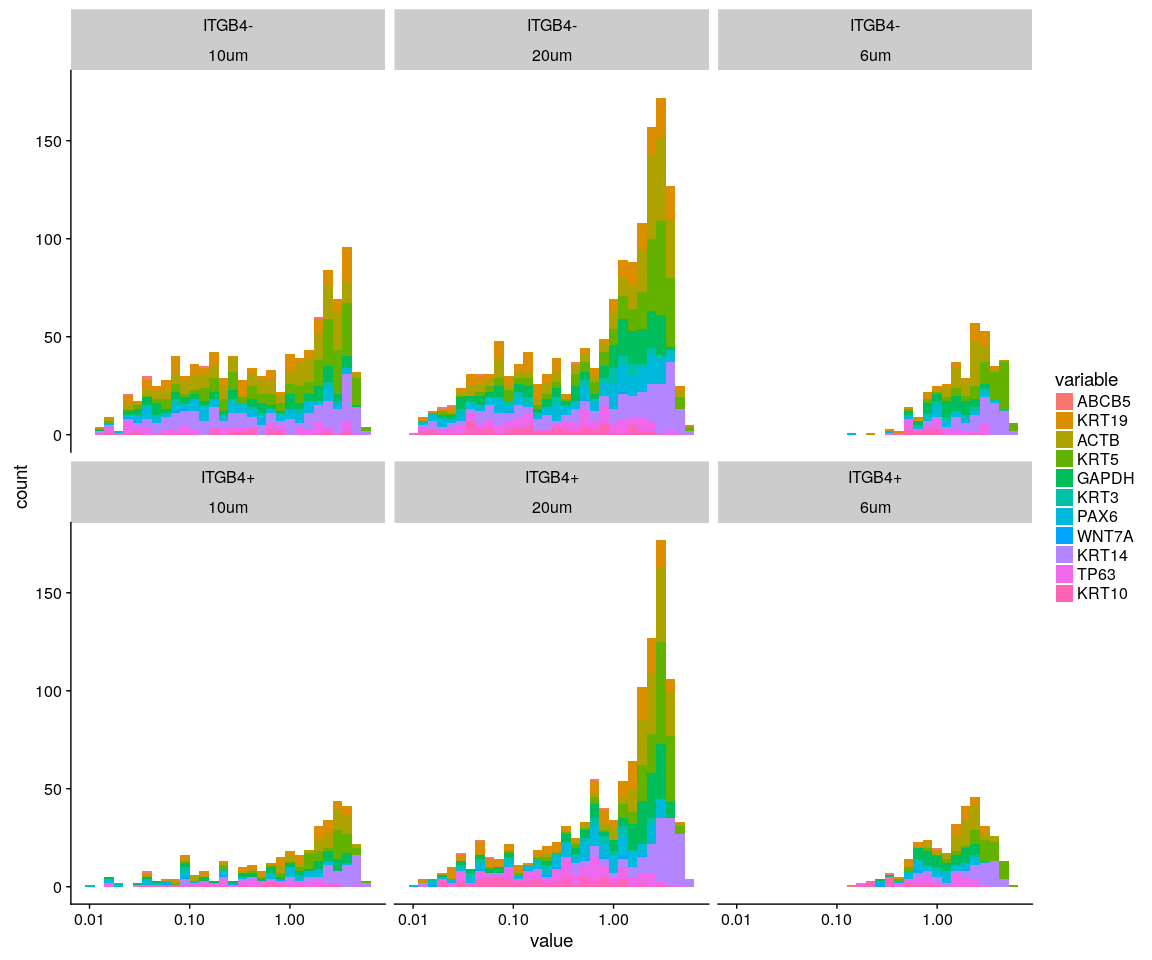 ITGB4-
10um
ITGB4-
20um
ITGB4-
6um
150
100
50
0
ITGB4+
10um
ITGB4+
20um
ITGB4+
6um
150
100
50
0
0.01 0.10 1.00
0.01 0.10 1.00
0.01 0.10 1.00
value
count
variable
ABCB5
KRT19
ACTB
KRT5
GAPDH
KRT3
PAX6
WNT7A
KRT14
TP63
KRT10